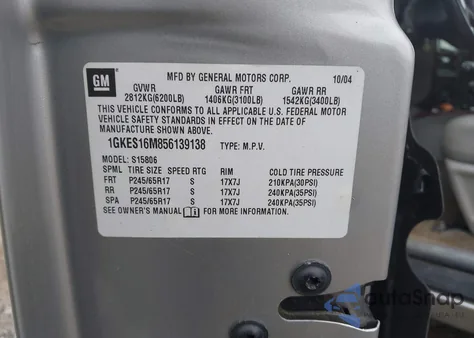 GM
MFD BY GENERAL MOTORS CORP. 10/04
GVWR GAWR FRT GAWR RR
2812KG(6200LB) 1406KG(3100LB) 1542KG(3400LB)
THIS VEHICLE CONFORMS TO ALL APPLICABLE U.S. FEDERAL MOTOR
VEHICLE SAFETY STANDARDS IN EFFECT ON THE DATE OF
MANUFACTURE SHOWN ABOVE.
1GKES16M856139138 TYPE: M.P.V.
MODEL: S15806
SPML TIRE SIZE SPEED RTG RIM COLD TIRE PRESSURE
FRT P245/65R17 S 17X7J 210KPA(30PSI)
RR P245/65R17 S 17X7J 240KPA(35PSI)
SPA P245/65R17 S 17X7J 240KPA(35PSI)
SEE OWNER'S MANUAL FOR MORE INFORMATION.
AutoSnap